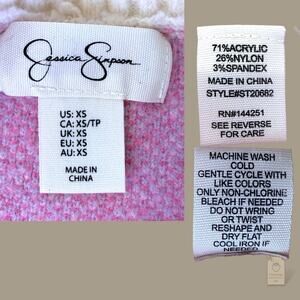 Jessica Simpson
US: XS
CA: XS/TP
UK: XS
EU: XS
AU: XS
MADE IN
CHINA
71%ACRYLIC
26%NYLON
3%SPANDEX
MADE IN CHINA
STYLE#ST20682
RN#144251
SEE REVERSE
FOR CARE
MACHINE WASH
COLD
GENTLE CYCLE WITH
LIKE COLORS
ONLY NON-CHLORINE
BLEACH IF NEEDED
DO NOT WRING
OR TWIST
RESHAPE AND
DRY FLAT
COOL IRON IF
NEEDED